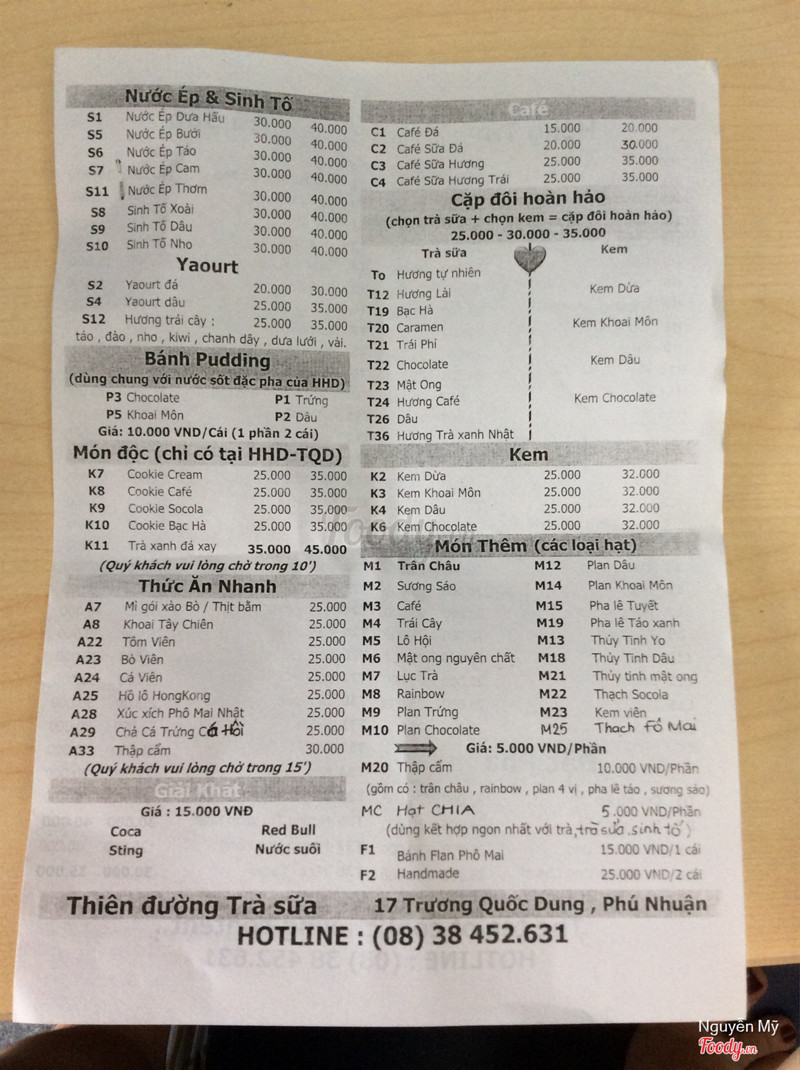 Nước Ép & Sinh Tố
S1 Nước Ép Dưa Hấu 30.000 40.000
S5 Nước Ép Bưởi 30.000 40.000
S6 Nước Ép Táo 30.000 40.000
S7 Nước Ép Cam 30.000 40.000
S11 Nước Ép Thơm 30.000 40.000
S8 Sinh Tố Xoài 30.000 40.000
S9 Sinh Tố Dâu 30.000 40.000
S10 Sinh Tố Nho 30.000 40.000
Yaourt
S2 Yaourt đá 20.000 30.000
S4 Yaourt dâu 25.000 35.000
S12 Hương trái cây : 25.000 35.000
táo , đào , nho , kiwi , chanh dây , dưa lưới , vải.
Bánh Pudding
(dùng chung với nước sốt đặc pha của HHD)
P3 Chocolate P1 Trứng
P5 Khoai Môn P2 Dâu
Giá: 10.000 VND/Cái (1 phần 2 cái)
Món độc (chỉ có tại HHD-TQD)
K7 Cookie Cream 25.000 35.000
K8 Cookie Café 25.000 35.000
K9 Cookie Socola 25.000 35.000
K10 Cookie Bạc Hà 25.000 35.000
K11 Trà xanh đá xay 35.000 45.000
(Quý khách vui lòng chờ trong 10')
Thức Ăn Nhanh
A7 Mì gói xào Bò / Thịt bằm 25.000
A8 Khoai Tây Chiên 25.000
A22 Tôm Viên 25.000
A23 Bò Viên 25.000
A24 Cá Viên 25.000
A25 Hồ lô HongKong 25.000
A28 Xúc xích Phô Mai Nhật 25.000
A29 Chả Cá Trứng Cá Hồi 25.000
A33 Thập cẩm 30.000
(Quý khách vui lòng chờ trong 15')
Giải Khát
Giá : 15.000 VNĐ
Coca Red Bull
Sting Nước suối
Café
C1 Café Đá 15.000 20.000
C2 Café Sữa Đá 20.000 30.000
C3 Café Sữa Hương 25.000 35.000
C4 Café Sữa Hương Trái 25.000 35.000
Cặp đôi hoàn hảo
(chọn trà sữa + chọn kem = cặp đôi hoàn hảo)
25.000 - 30.000 - 35.000
Trà sữa Kem
To Hương tự nhiên
T12 Hương Lài Kem Dừa
T19 Bạc Hà
T20 Caramen Kem Khoai Môn
T21 Trái Phỉ
T22 Chocolate Kem Dâu
T23 Mật Ong
T24 Hương Café Kem Chocolate
T26 Dâu
T36 Hương Trà xanh Nhật
Kem
K2 Kem Dừa 25.000 32.000
K3 Kem Khoai Môn 25.000 32.000
K4 Kem Dâu 25.000 32.000
K6 Kem Chocolate 25.000 32.000
Món Thêm (các loại hạt)
M1 Trân Châu M12 Plan Dâu
M2 Sương Sáo M14 Plan Khoai Môn
M3 Café M15 Pha lê Tuyết
M4 Trái Cây M19 Pha lê Táo xanh
M5 Lô Hội M13 Thủy Tinh Yo
M6 Mật ong nguyên chất M18 Thủy Tinh Dâu
M7 Lục Trà M21 Thủy tinh mật ong
M8 Rainbow M22 Thạch Socola
M9 Plan Trứng M23 Kem viên
M10 Plan Chocolate M25 Thạch Fô Mai
Giá: 5.000 VND/Phần
M20 Thập cẩm 10.000 VND/Phần
(gồm có : trân châu , rainbow , plan 4 vị , pha lê táo , sương sáo)
MC Hạt CHIA 5.000 VND/Phần
(dùng kết hợp ngon nhất với trà, trà sữa, sinh tố)
F1 Bánh Flan Phô Mai 15.000 VND/1 cái
F2 Handmade 25.000 VND/2 cái
Thiên đường Trà sữa 17 Trương Quốc Dung , Phú Nhuận
HOTLINE : (08) 38 452.631
Nguyễn Mỹ
Foody.vn